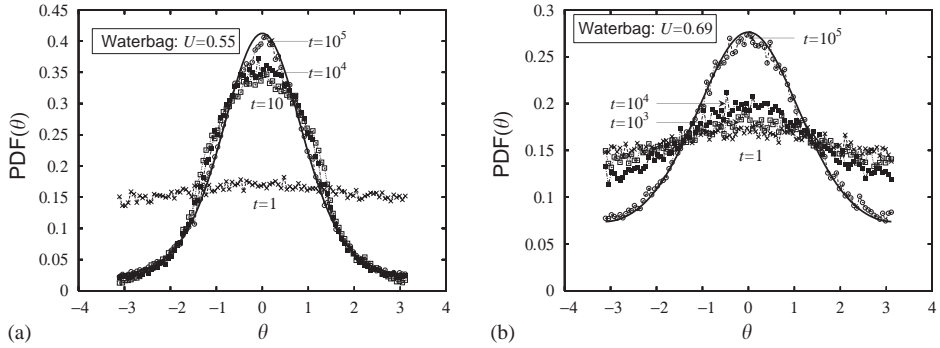 0.45
0.4
0.35
0.3
0.25
0.2
0.15
0.1
0.05
0
PDF(θ)
Waterbag: U=0.55
t=10⁵
t=10⁴
t=10
t=1
−4 −3 −2 −1 0 1 2 3 4
(a)
θ
0.3
0.25
0.2
0.15
0.1
0.05
0
PDF(θ)
Waterbag: U=0.69
t=10⁵
t=10⁴
t=10³
t=1
−4 −3 −2 −1 0 1 2 3 4
(b)
θ